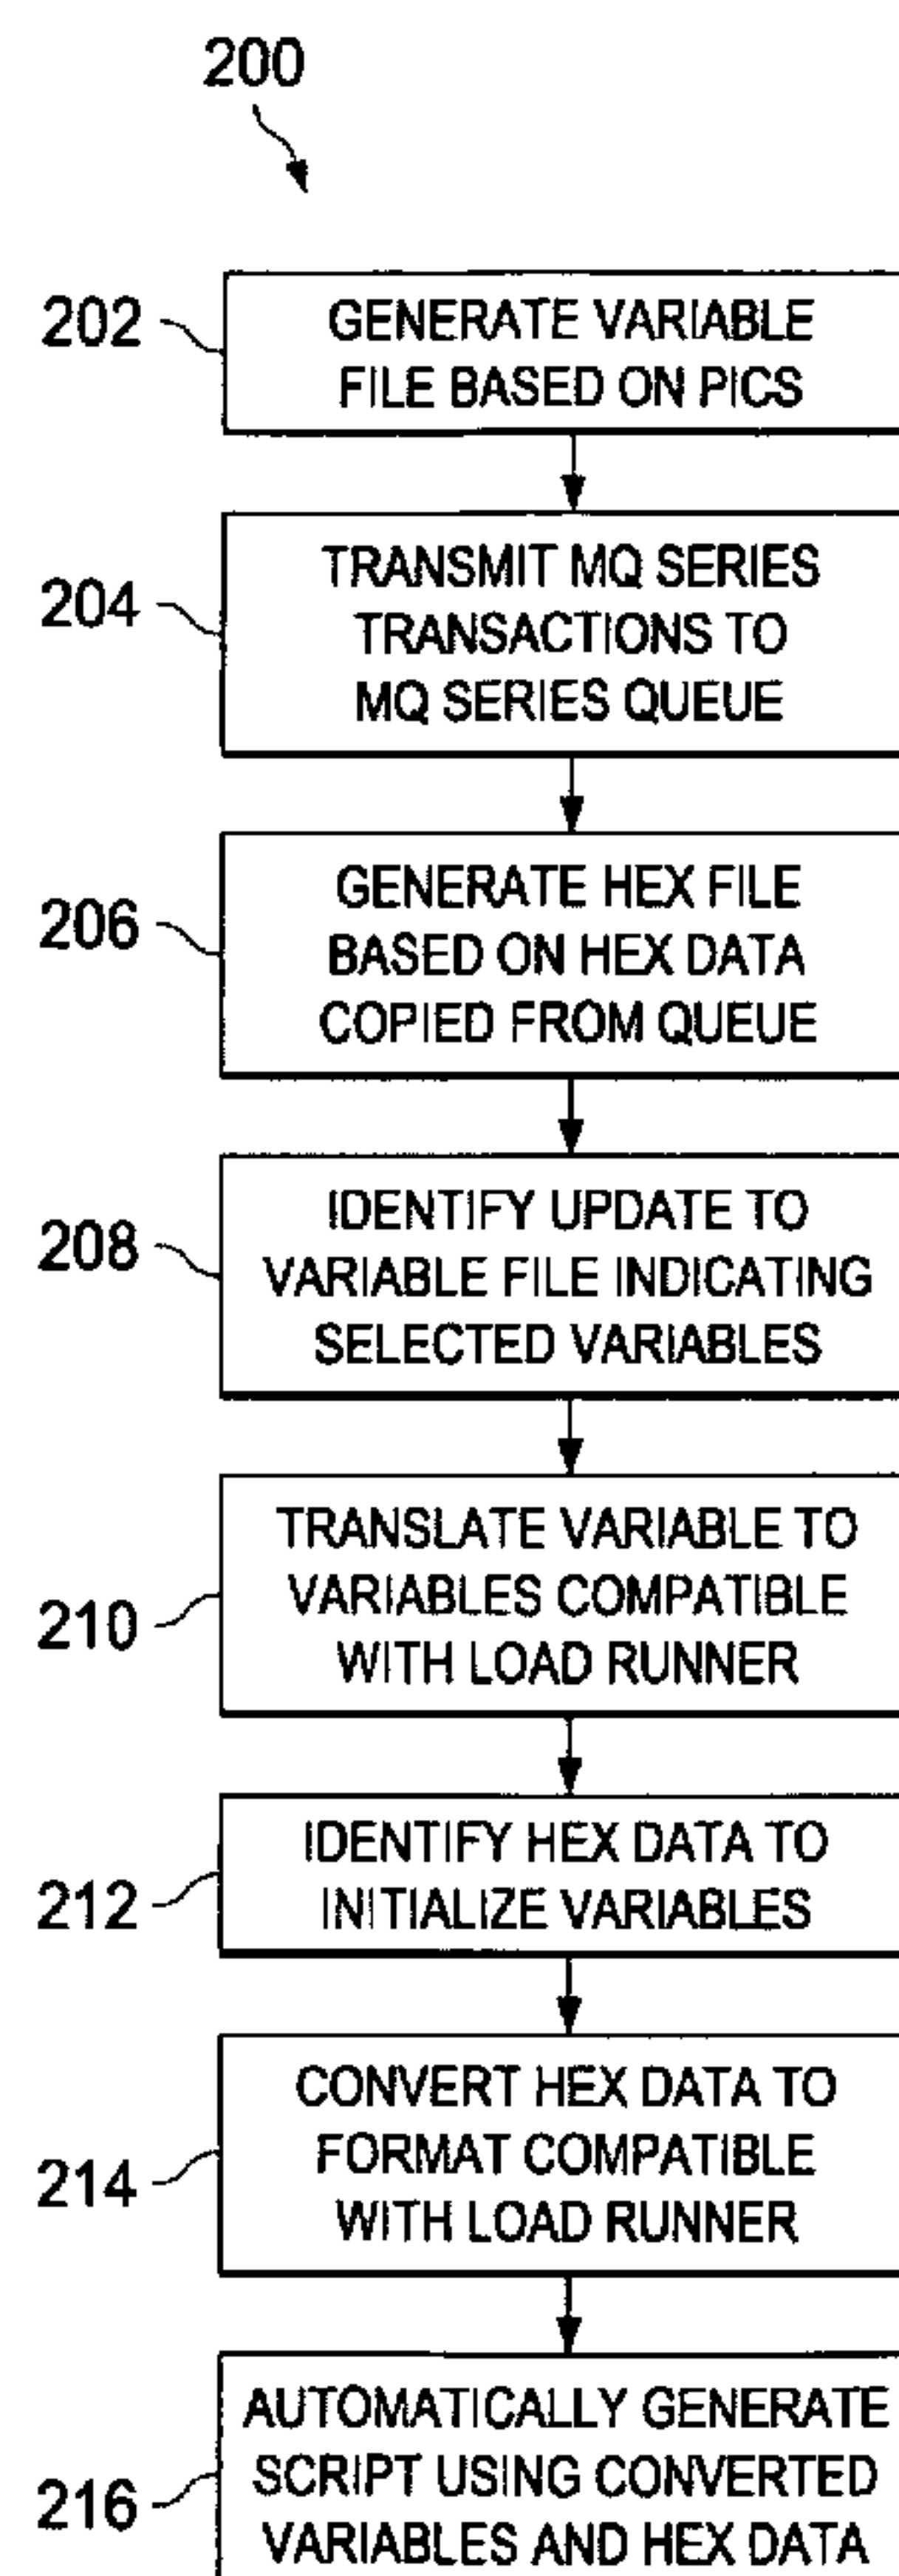 200
202
GENERATE VARIABLE
FILE BASED ON PICS
204
TRANSMIT MQ SERIES
TRANSACTIONS TO
MQ SERIES QUEUE
206
GENERATE HEX FILE
BASED ON HEX DATA
COPIED FROM QUEUE
208
IDENTIFY UPDATE TO
VARIABLE FILE INDICATING
SELECTED VARIABLES
210
TRANSLATE VARIABLE TO
VARIABLES COMPATIBLE
WITH LOAD RUNNER
212
IDENTIFY HEX DATA TO
INITIALIZE VARIABLES
214
CONVERT HEX DATA TO
FORMAT COMPATIBLE
WITH LOAD RUNNER
216
AUTOMATICALLY GENERATE
SCRIPT USING CONVERTED
VARIABLES AND HEX DATA